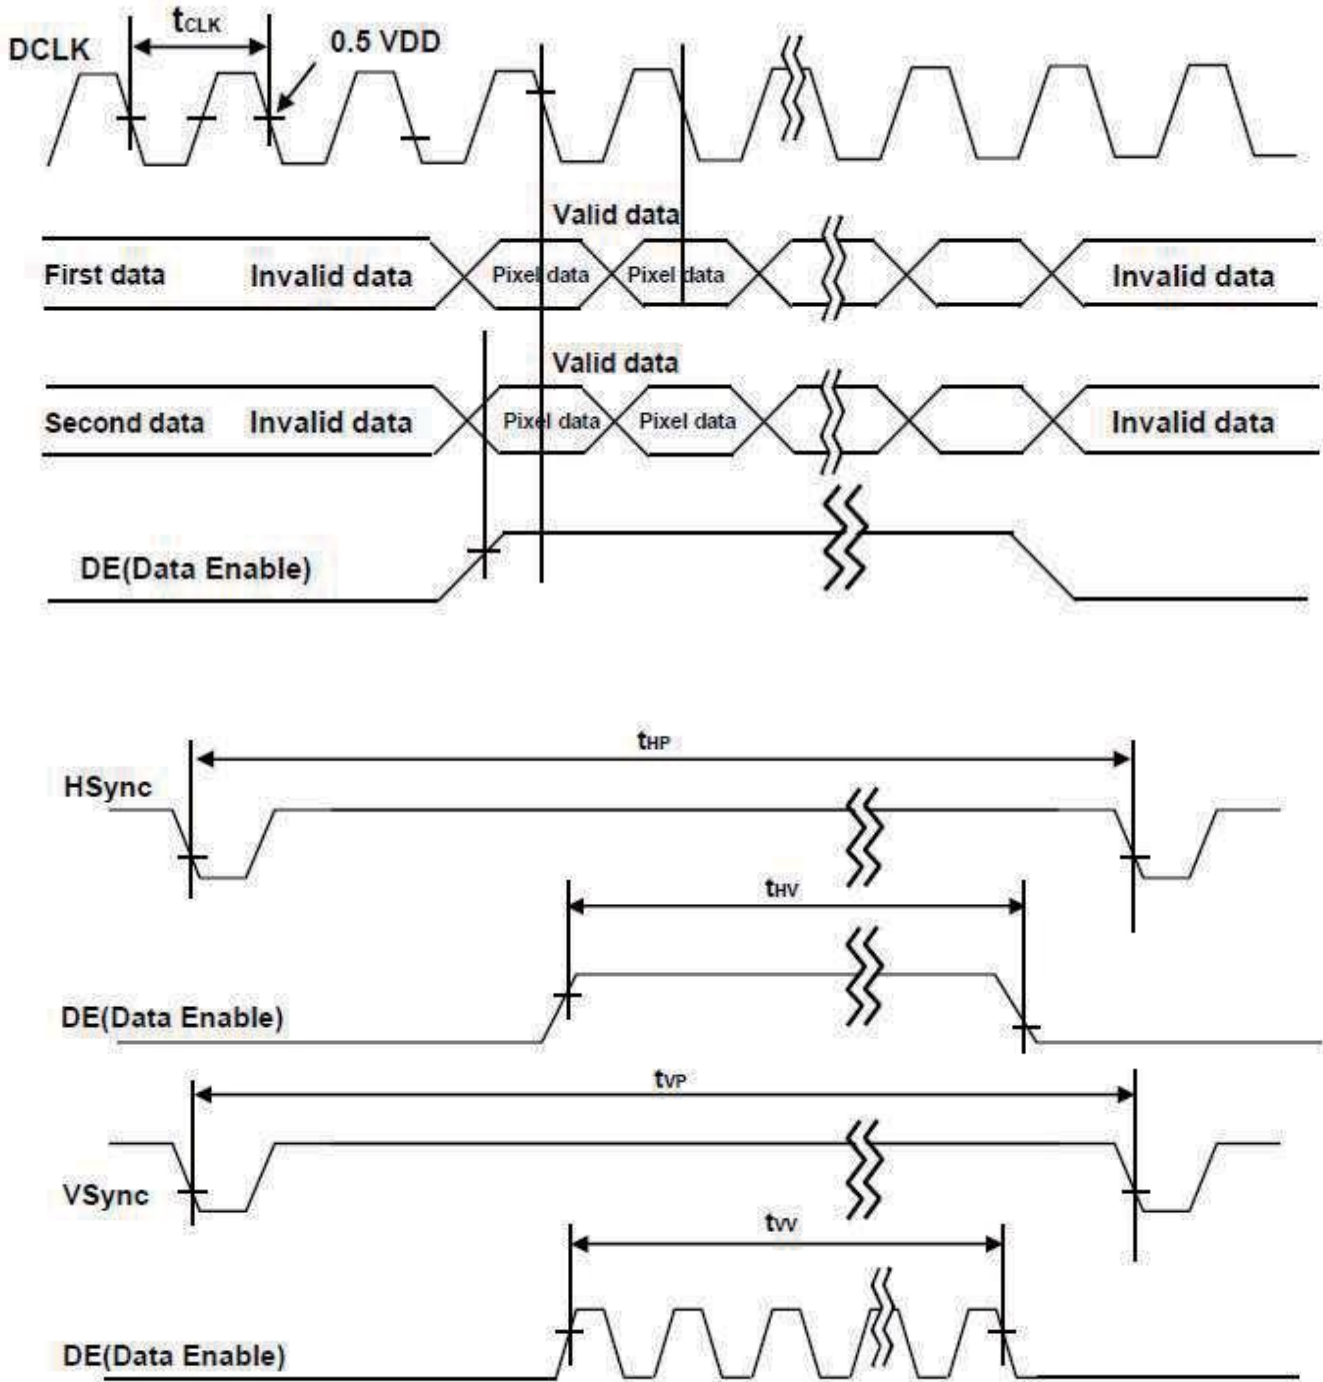 tCLK
DCLK
0.5 VDD
Valid data
First data Invalid data Pixel data Pixel data Invalid data
Valid data
Second data Invalid data Pixel data Pixel data Invalid data
DE(Data Enable)
tHP
HSync
tHV
DE(Data Enable)
tVP
VSync
tVV
DE(Data Enable)